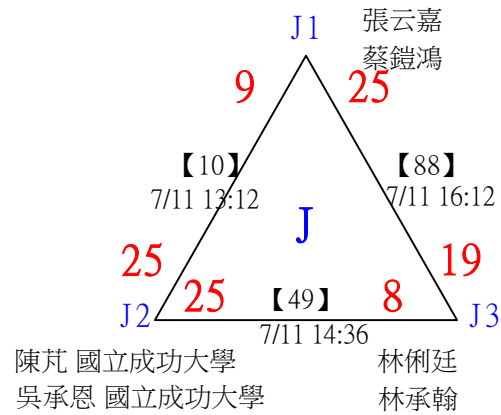 J1
張云嘉
蔡鎧鴻
9
25
【10】
7/11 13:12
【88】
7/11 16:12
J
25
19
25
【49】
8
J2
J3
7/11 14:36
陳芃 國立成功大學
吳承恩 國立成功大學
林俐廷
林承翰